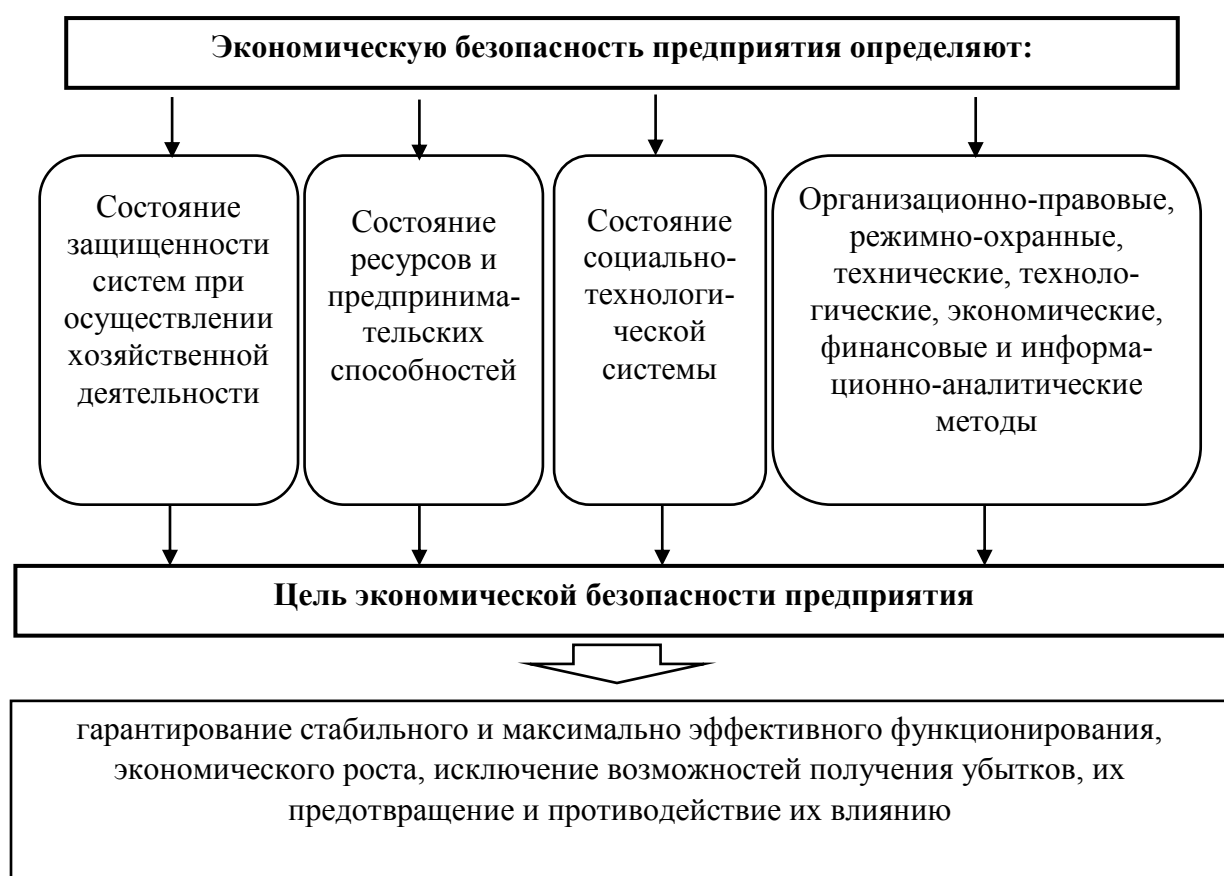 Экономическую безопасность предприятия определяют:
Состояние
защищенности
систем при
осуществлении
хозяйственной
деятельности
Состояние
ресурсов и
предпринима-
тельских
способностей
Состояние
социально-
технологи-
ческой
системы
Организационно-правовые,
режимно-охранные,
технические, техноло-
гические, экономические,
финансовые и информа-
ционно-аналитические
методы
Цель экономической безопасности предприятия
гарантирование стабильного и максимально эффективного функционирования,
экономического роста, исключение возможностей получения убытков, их
предотвращение и противодействие их влиянию